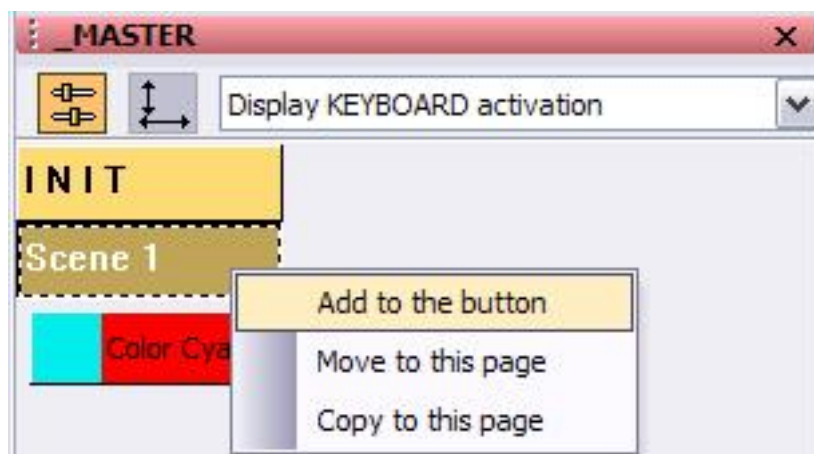 _MASTER
Display KEYBOARD activation
INIT
Scene 1
Add to the button
Color Cya
Move to this page
Copy to this page